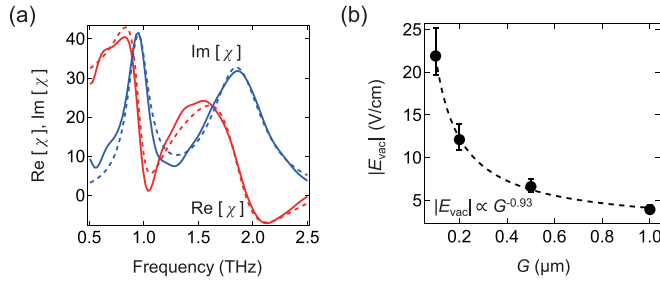 (a)
40
30
20
10
0
Re [ χ ], Im [ χ ]
Im [ χ ]
Re [ χ ]
0.5 1.0 1.5 2.0 2.5
Frequency (THz)
(b)
25
20
15
10
5
|E_vac| (V/cm)
|E_vac| ∝ G^-0.93
0.2 0.4 0.6 0.8 1.0
G (μm)